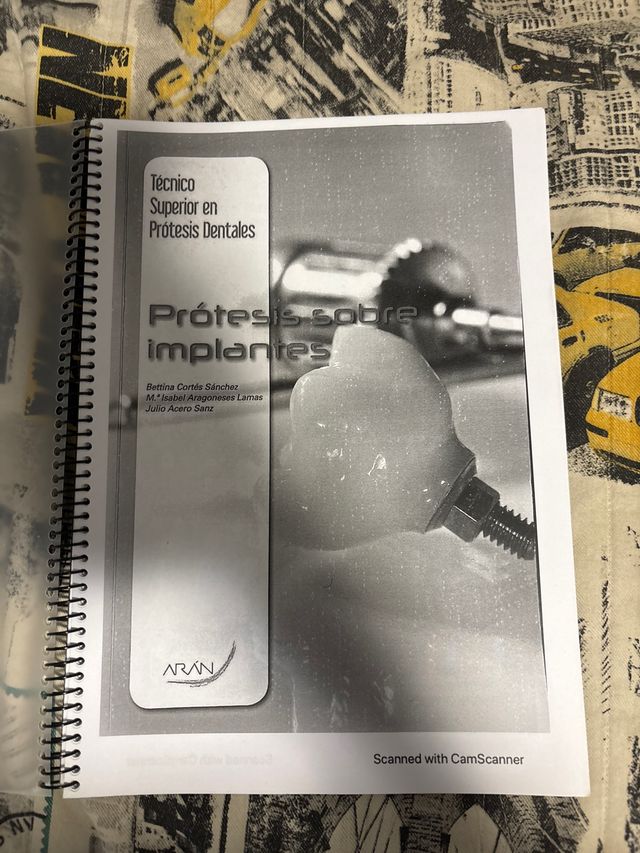 Técnico
Superior en
Prótesis Dentales
Prótesis sobre
implantes
Bettina Cortés Sánchez
M.ª Isabel Aragoneses Lamas
Julio Acero Sanz
ARÁN
Scanned with CamScanner